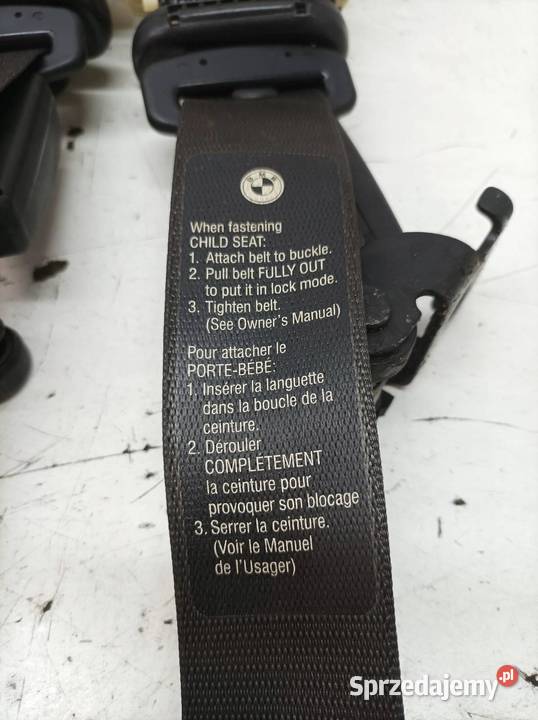 BMW
When fastening
CHILD SEAT:
1. Attach belt to buckle.
2. Pull belt FULLY OUT
to put it in lock mode.
3. Tighten belt.
(See Owner's Manual)
Pour attacher le
PORTE-BÉBÉ:
1. Insérer la languette
dans la boucle de la
ceinture.
2. Dérouler
COMPLÉTEMENT
la ceinture pour
provoquer son blocage
3. Serrer la ceinture.
(Voir le Manuel
de l'Usager)
Sprzedajemy.pl